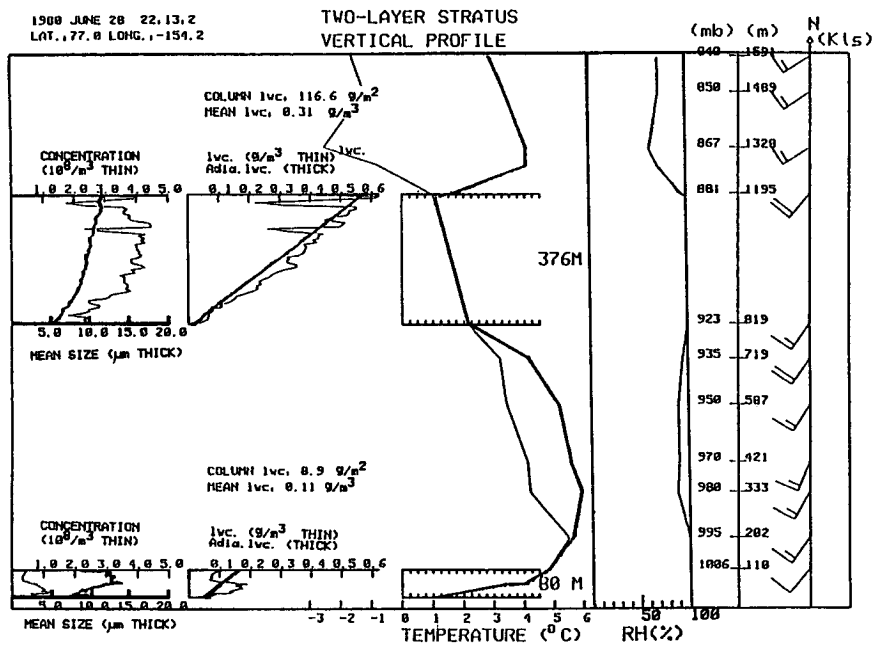 1980 JUNE 28 22,13,2
LAT.,77.0 LONG.,-154.2
TWO-LAYER STRATUS
VERTICAL PROFILE
(mb) (m)
N
(Kts)
840 1591
850 1489
867 1320
881 1195
923 819
935 719
950 587
970 421
980 333
995 202
1006 110
COLUMN lwc, 116.6 g/m2
MEAN lwc, 0.31 g/m3
CONCENTRATION
(108/m3 THIN)
1.0 2.0 3.0 4.0 5.0
lwc. (g/m3 THIN) lwc.
Adia.lwc. (THICK)
0.1 0.2 0.3 0.4 0.5 0.6
376M
5.0 10.0 15.0 20.0
MEAN SIZE (µm THICK)
COLUMN lwc, 8.9 g/m2
MEAN lwc, 0.11 g/m3
CONCENTRATION
(108/m3 THIN)
1.0 2.0 3.0 4.0 5.0
lwc. (g/m3 THIN)
Adia.lwc. (THICK)
0.1 0.2 0.3 0.4 0.5 0.6
80 M
5.0 10.0 15.0 20.0
MEAN SIZE (µm THICK)
-3 -2 -1 0 1 2 3 4 5 6
TEMPERATURE (°C)
50 100
RH(%)